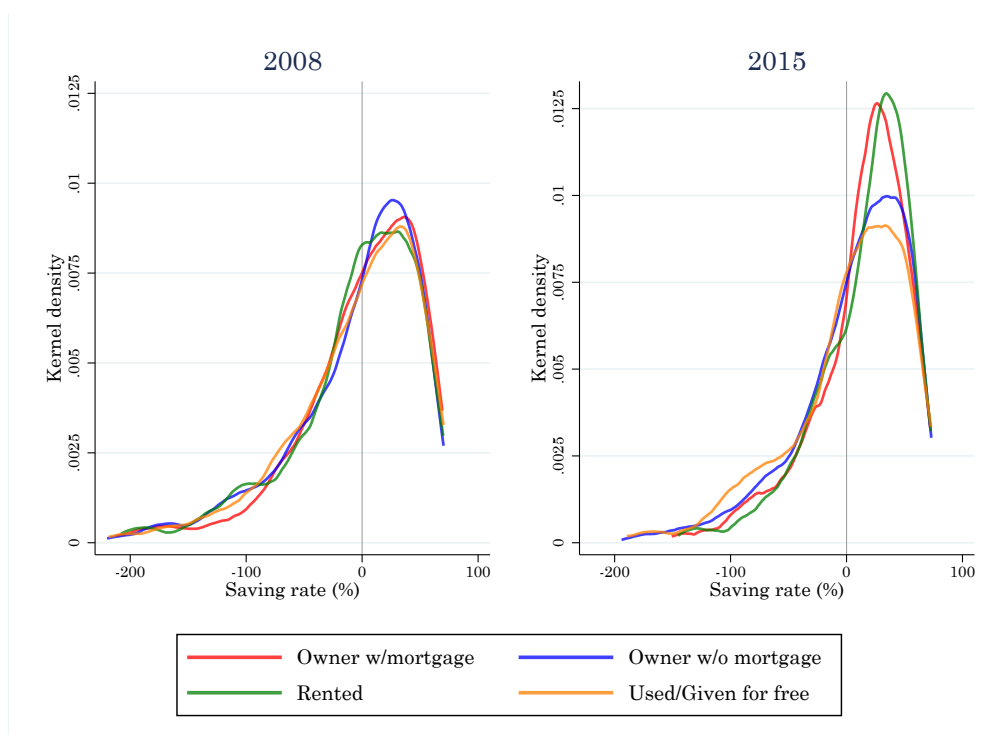 2008
Kernel density
0 .0025 .005 .0075 .01 .0125
-200 -100 0 100
Saving rate (%)
2015
Kernel density
0 .0025 .005 .0075 .01 .0125
-200 -100 0 100
Saving rate (%)
Owner w/mortgage Owner w/o mortgage
Rented Used/Given for free